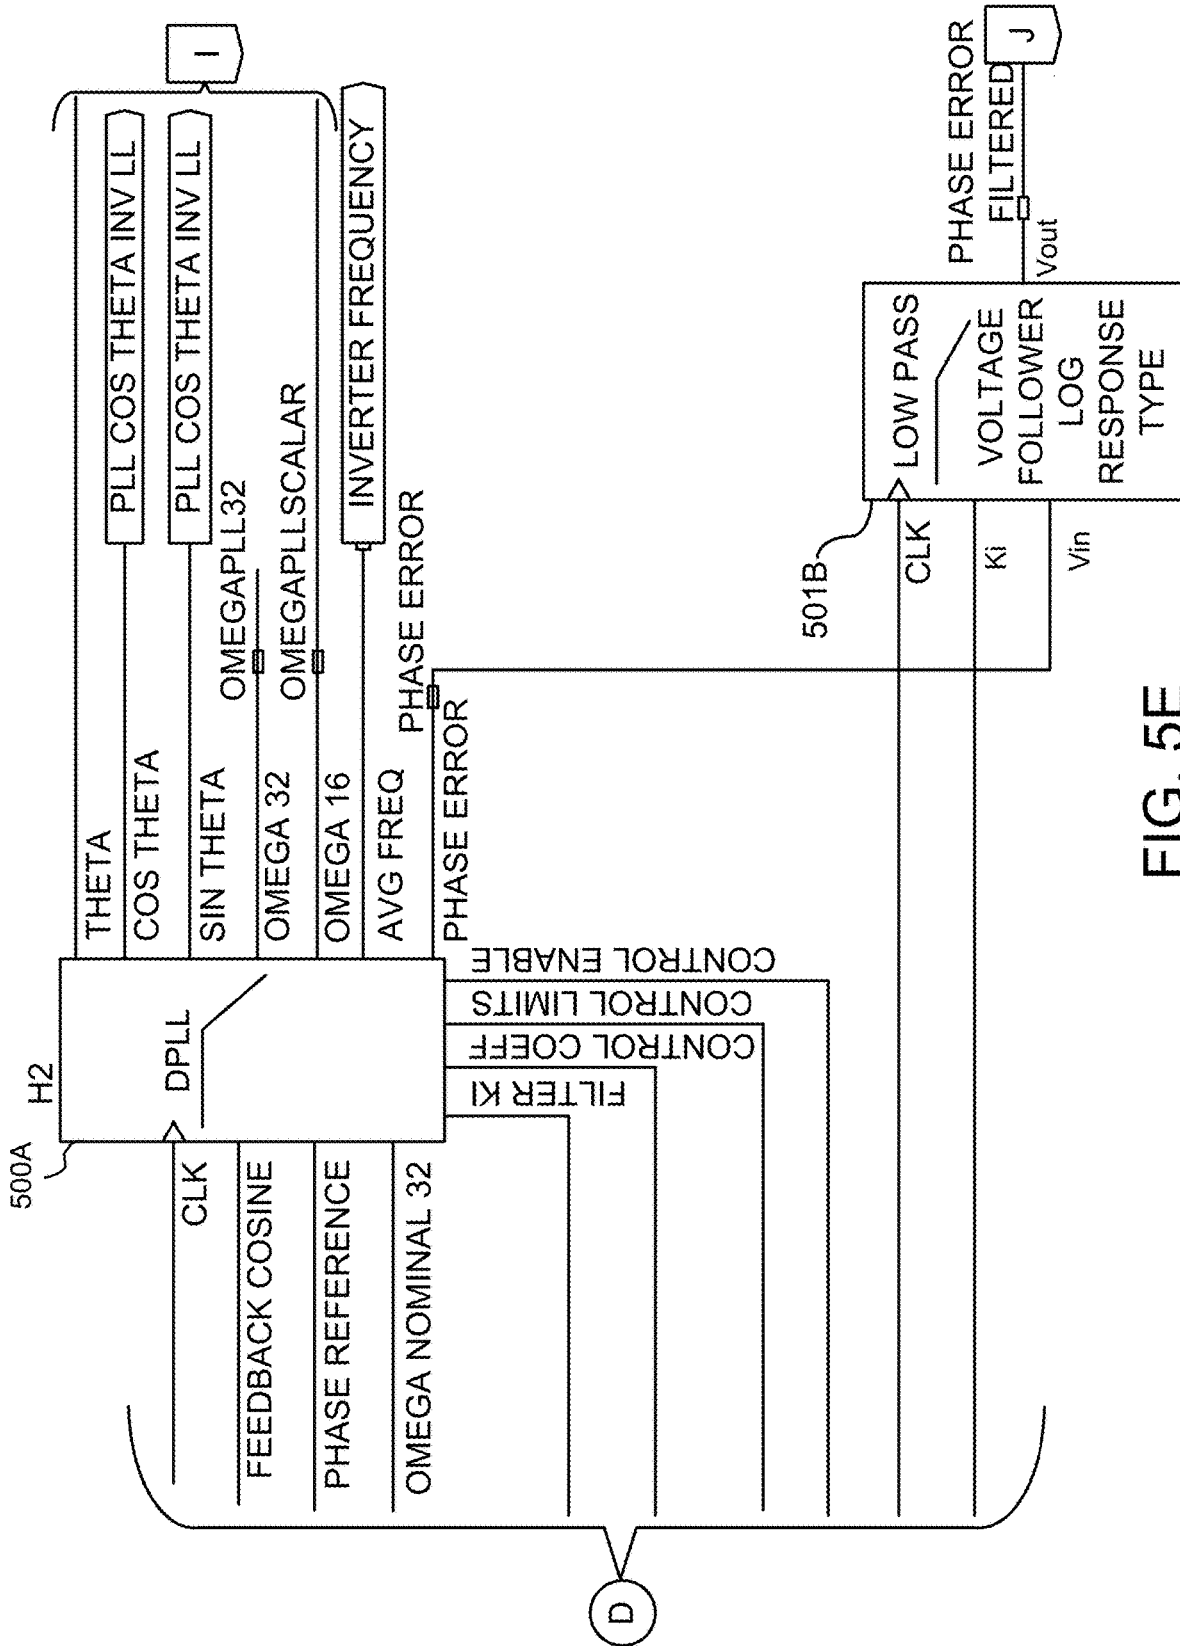 500A
H2
DPLL
CLK
FEEDBACK COSINE
PHASE REFERENCE
OMEGA NOMINAL 32
FILTER KI
CONTROL COEFF
CONTROL LIMITS
CONTROL ENABLE
THETA
COS THETA
SIN THETA
OMEGA 32
OMEGA 16
AVG FREQ
PHASE ERROR
PLL COS THETA INV LL
PLL COS THETA INV LL
OMEGAPLL32
OMEGAPLLSCALAR
INVERTER FREQUENCY
PHASE ERROR
I
D
501B
CLK
Ki
Vin
LOW PASS
VOLTAGE
FOLLOWER
LOG
RESPONSE
TYPE
Vout
PHASE ERROR
FILTERED
J
FIG. 5E